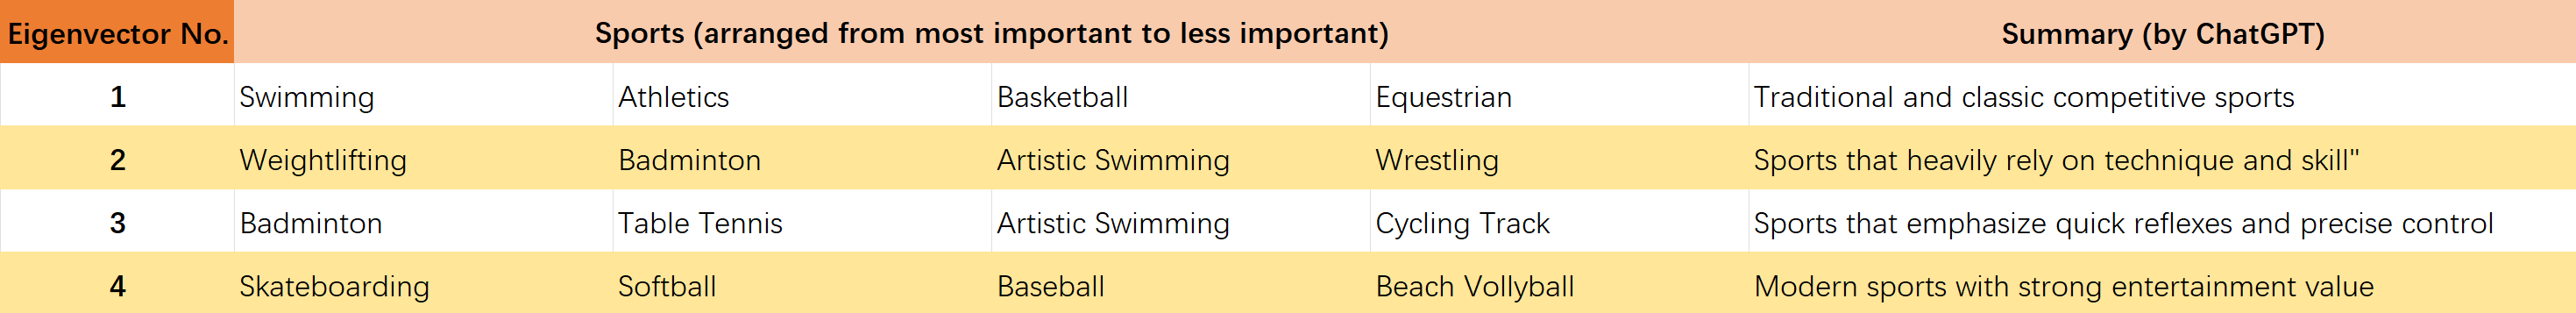 Eigenvector No. Sports (arranged from most important to less important) Summary (by ChatGPT)
1 Swimming Athletics Basketball Equestrian Traditional and classic competitive sports
2 Weightlifting Badminton Artistic Swimming Wrestling Sports that heavily rely on technique and skill"
3 Badminton Table Tennis Artistic Swimming Cycling Track Sports that emphasize quick reflexes and precise control
4 Skateboarding Softball Baseball Beach Vollyball Modern sports with strong entertainment value